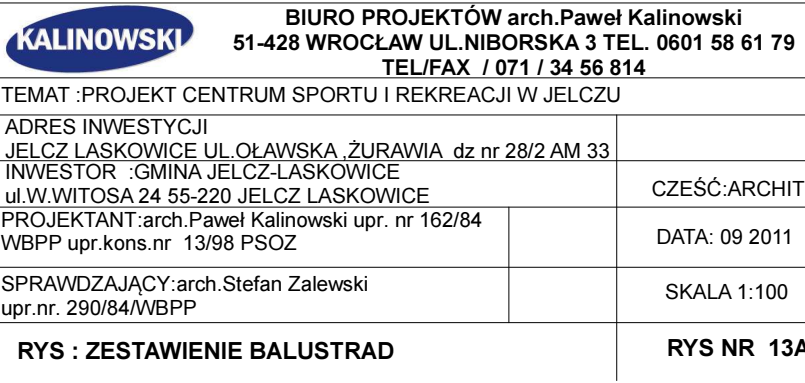 KALINOWSKI
BIURO PROJEKTÓW arch.Paweł Kalinowski
51-428 WROCŁAW UL.NIBORSKA 3 TEL. 0601 58 61 79
TEL/FAX / 071 / 34 56 814
TEMAT :PROJEKT CENTRUM SPORTU I REKREACJI W JELCZU
ADRES INWESTYCJI
JELCZ LASKOWICE UL.OŁAWSKA ,ŻURAWIA dz nr 28/2 AM 33
INWESTOR :GMINA JELCZ-LASKOWICE
ul.W.WITOSA 24 55-220 JELCZ LASKOWICE
CZEŚĆ:ARCHIT
PROJEKTANT:arch.Paweł Kalinowski upr. nr 162/84
WBPP upr.kons.nr 13/98 PSOZ
DATA: 09 2011
SPRAWDZAJĄCY:arch.Stefan Zalewski
upr.nr. 290/84/WBPP
SKALA 1:100
RYS : ZESTAWIENIE BALUSTRAD
RYS NR 13A